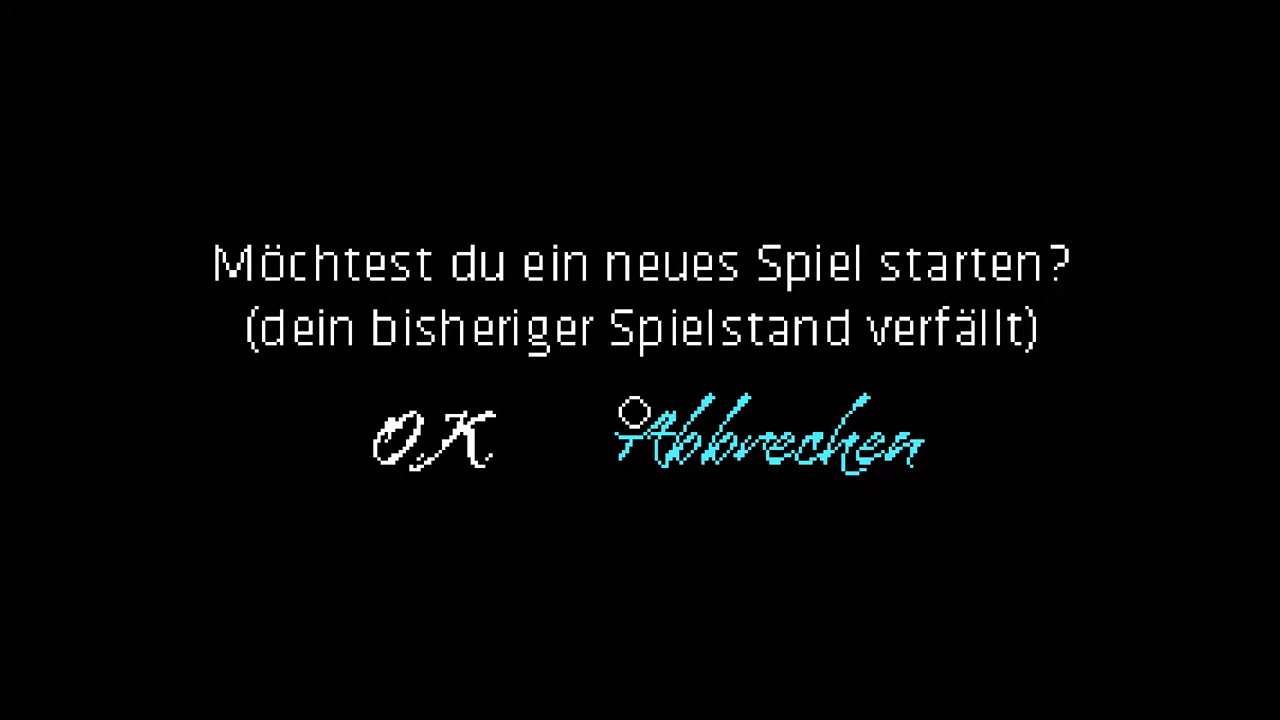 Möchtest du ein neues Spiel starten?
(dein bisheriger Spielstand verfällt)
O.K Abbrechen